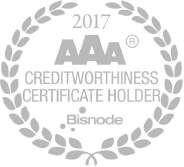 2017
AAA®
CREDITWORTHINESS
CERTIFICATE HOLDER
Bisnode